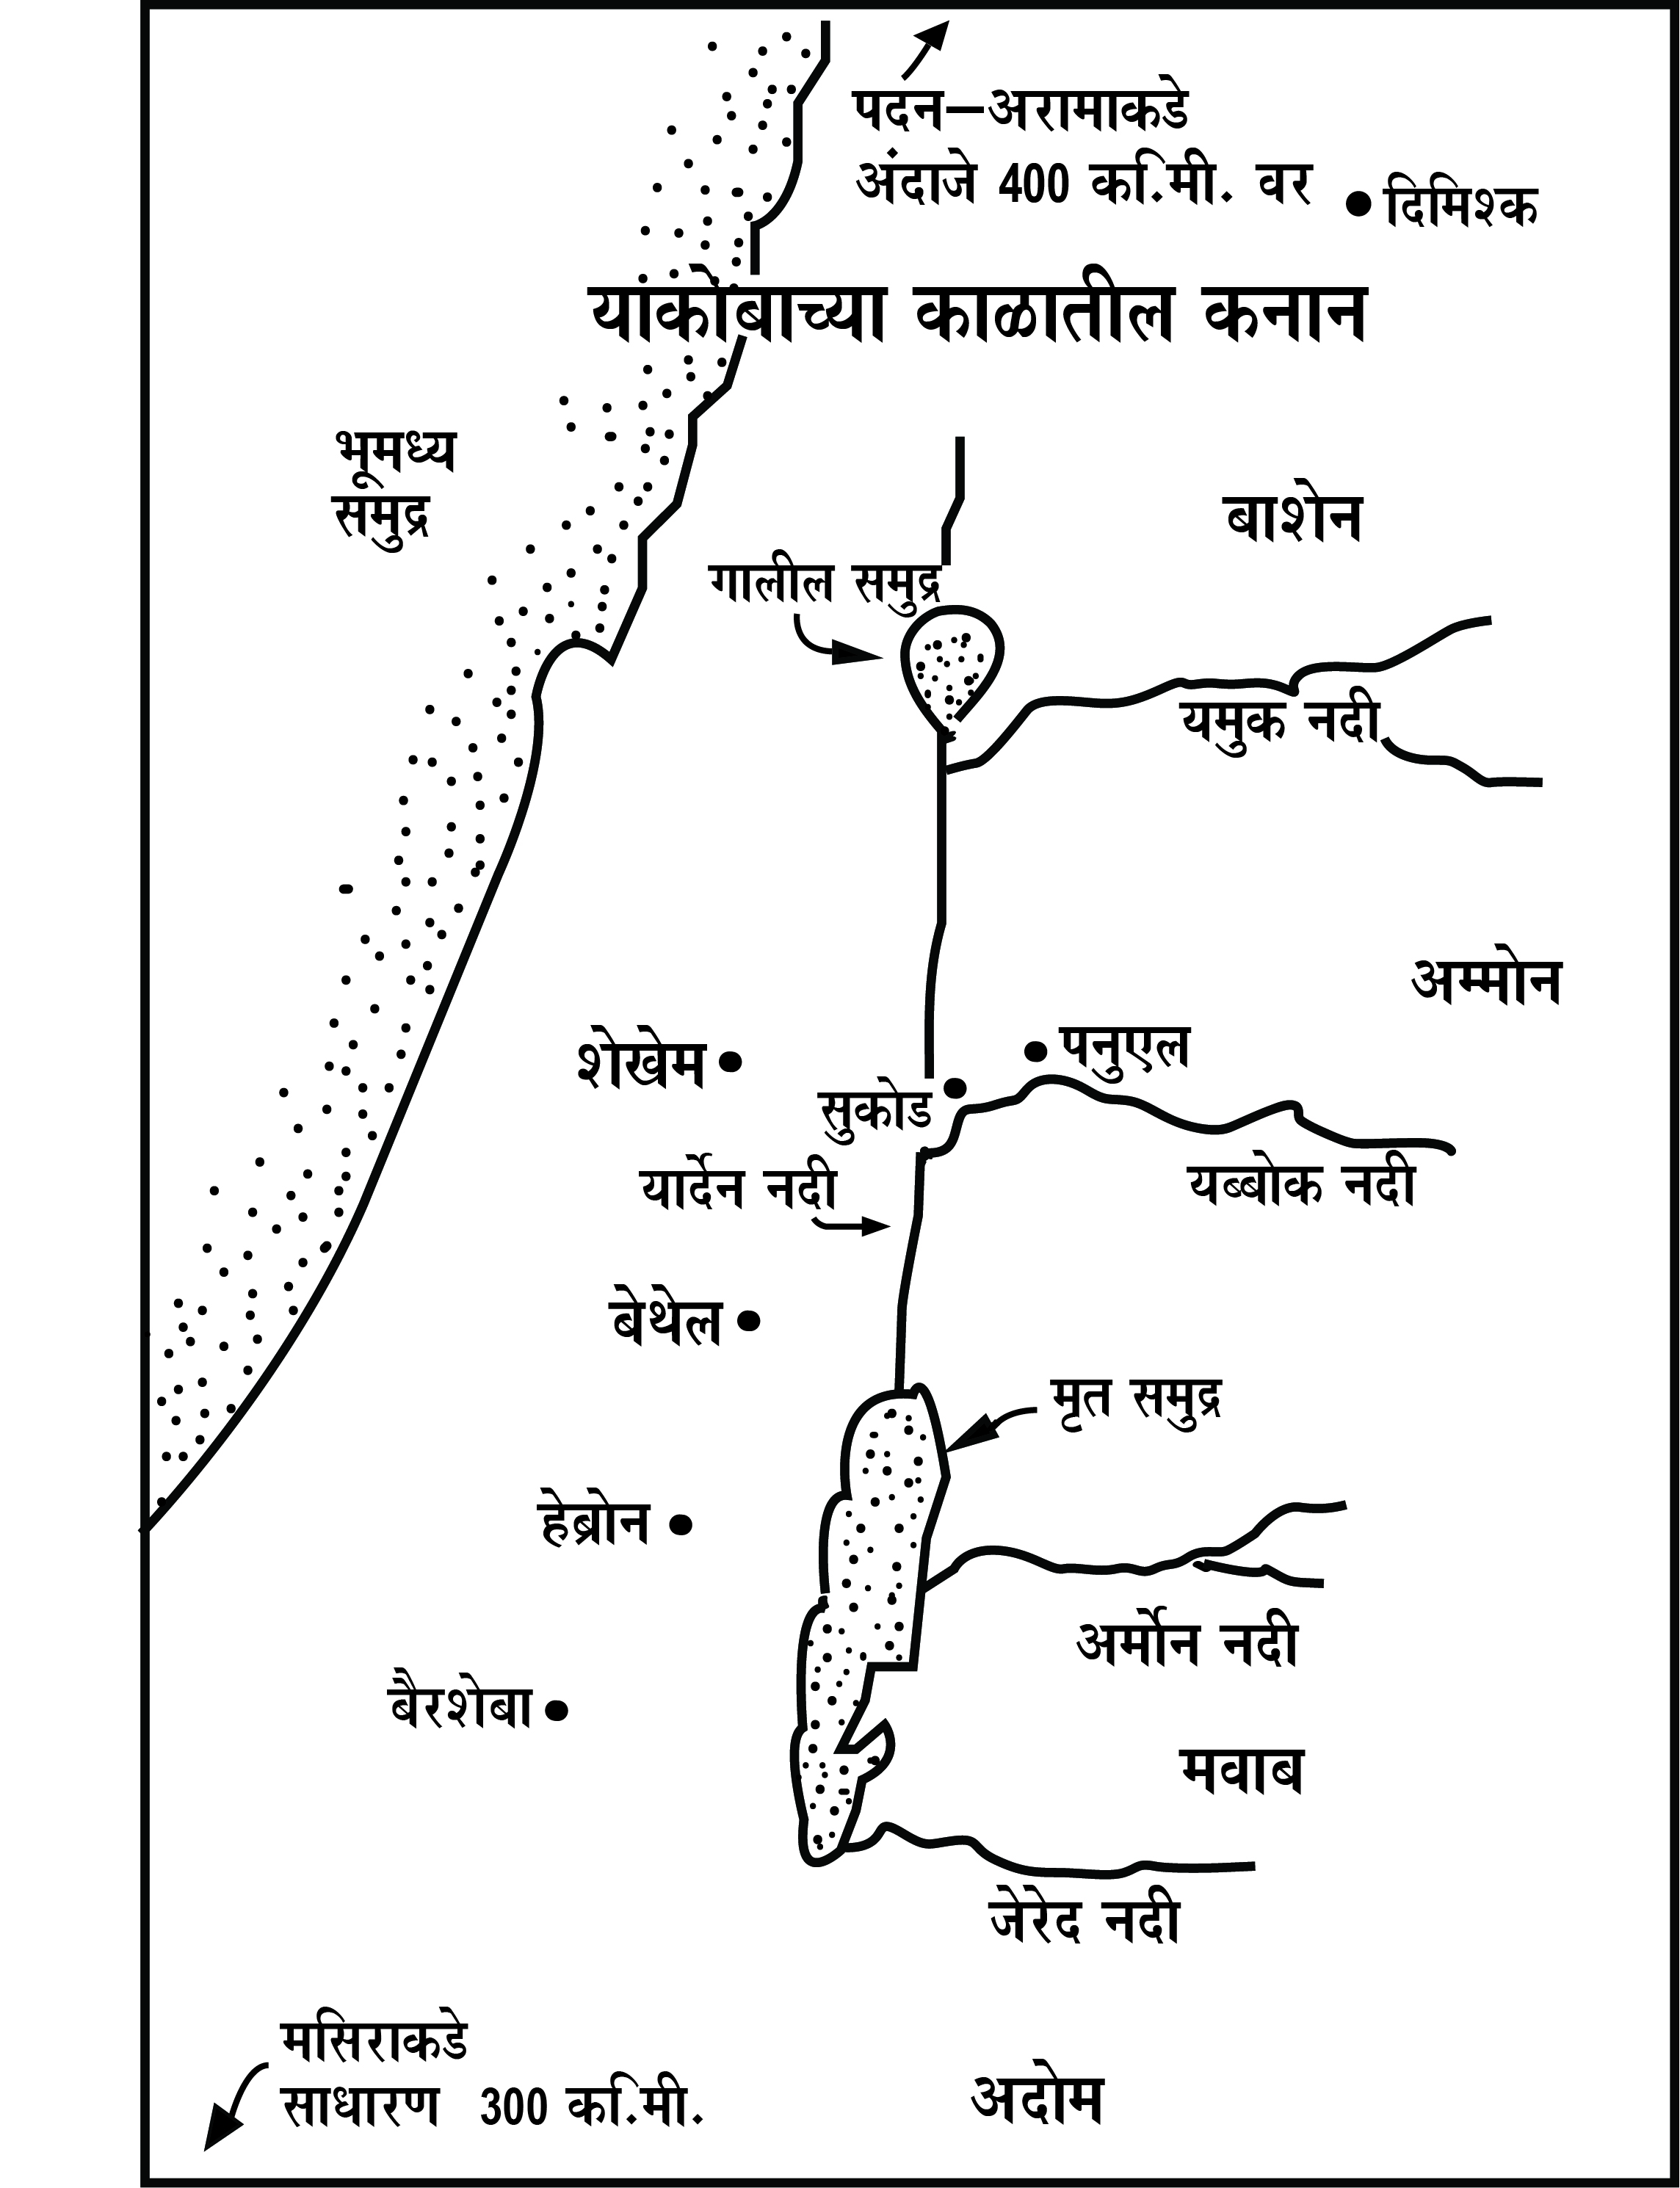 पदन–अरामाकडे
अंदाजे 400 कि.मी. वर
दिमिश्क
याकोबाच्या काळातील कनान
भूमध्य
समुद्र
बाशेन
गालील समुद्र
यमुक नदी
अम्मोन
शेखेम
पनुएल
सुकोड
यार्देन नदी
यब्बोक नदी
बेथेल
मृत समुद्र
हेब्रोन
अर्मोन नदी
बैरशेबा
मवाब
जेरेद नदी
मसिराकडे
साधारण 300 कि.मी.
अदोम